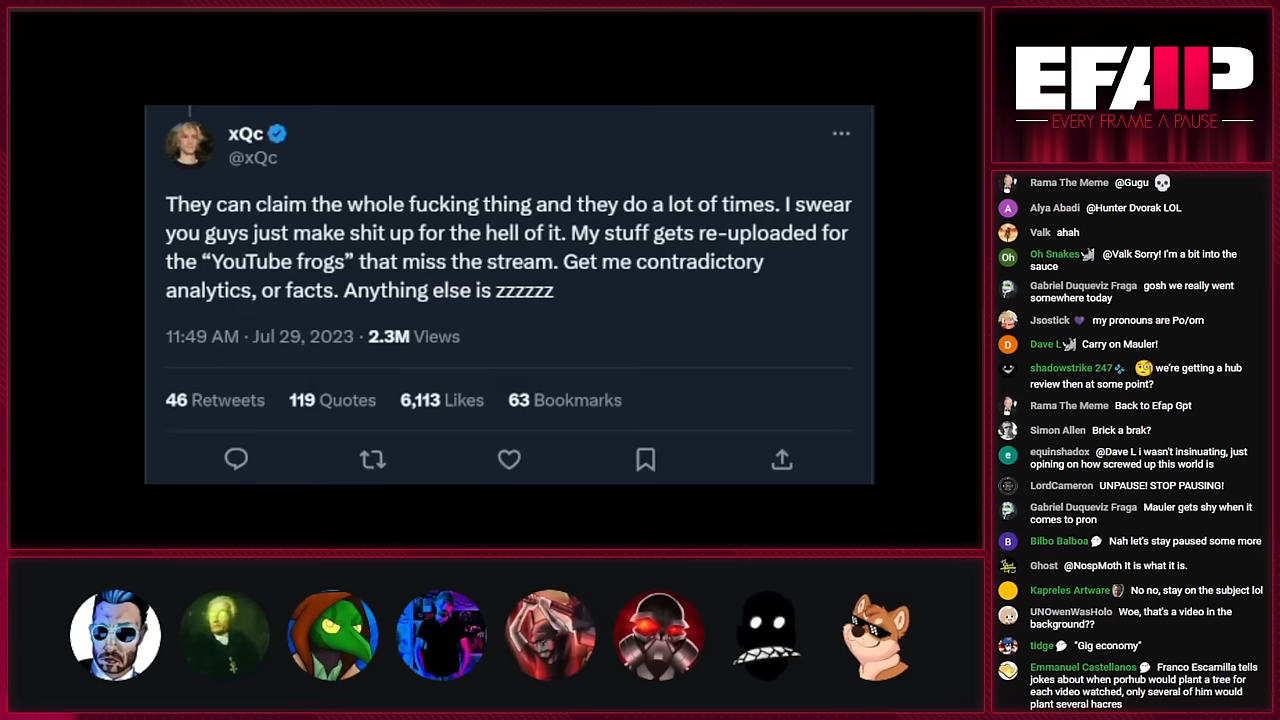 xQc
@xQc
They can claim the whole fucking thing and they do a lot of times. I swear
you guys just make shit up for the hell of it. My stuff gets re-uploaded for
the “YouTube frogs” that miss the stream. Get me contradictory
analytics, or facts. Anything else is zzzzzz
11:49 AM · Jul 29, 2023 · 2.3M Views
46 Retweets 119 Quotes 6,113 Likes 63 Bookmarks
EFAP
EVERY FRAME A PAUSE
Rama The Meme @Gugu 💀
A Alya Abadi @Hunter Dvorak LOL
Valk ahah
Oh Oh Snakes @Valk Sorry! I'm a bit into the
sauce
Gabriel Duqueviz Fraga gosh we really went
somewhere today
Jsostick 💜 my pronouns are Po/orn
D Dave L Carry on Mauler!
shadowstrike 247 🧐 we're getting a hub
review then at some point?
Rama The Meme Back to Efap Gpt
Simon Allen Brick a brak?
e equinshadox @Dave L i wasn't insinuating, just
opining on how screwed up this world is
LordCameron UNPAUSE! STOP PAUSING!
Gabriel Duqueviz Fraga Mauler gets shy when it
comes to pron
B Bilbo Balboa Nah let's stay paused some more
Ghost @NospMoth It is what it is.
Kapreles Artware No no, stay on the subject lol
UNOwenWasHolo Woe, that's a video in the
background??
tidge "Gig economy"
Emmanuel Castellanos Franco Escamilla tells
jokes about when porhub would plant a tree for
each video watched, only several of him would
plant several hacres